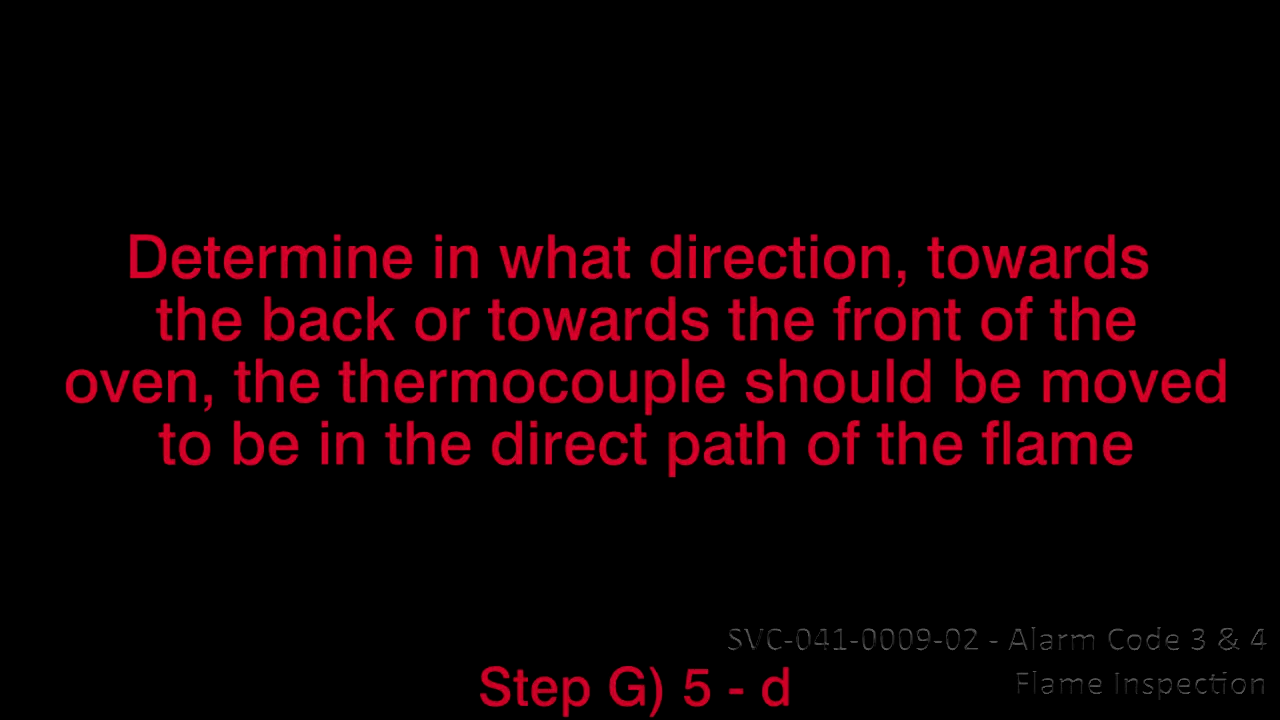 Determine in what direction, towards
the back or towards the front of the
oven, the thermocouple should be moved
to be in the direct path of the flame
SVC-041-0009-02 - Alarm Code 3 & 4
Flame Inspection
Step G) 5 - d